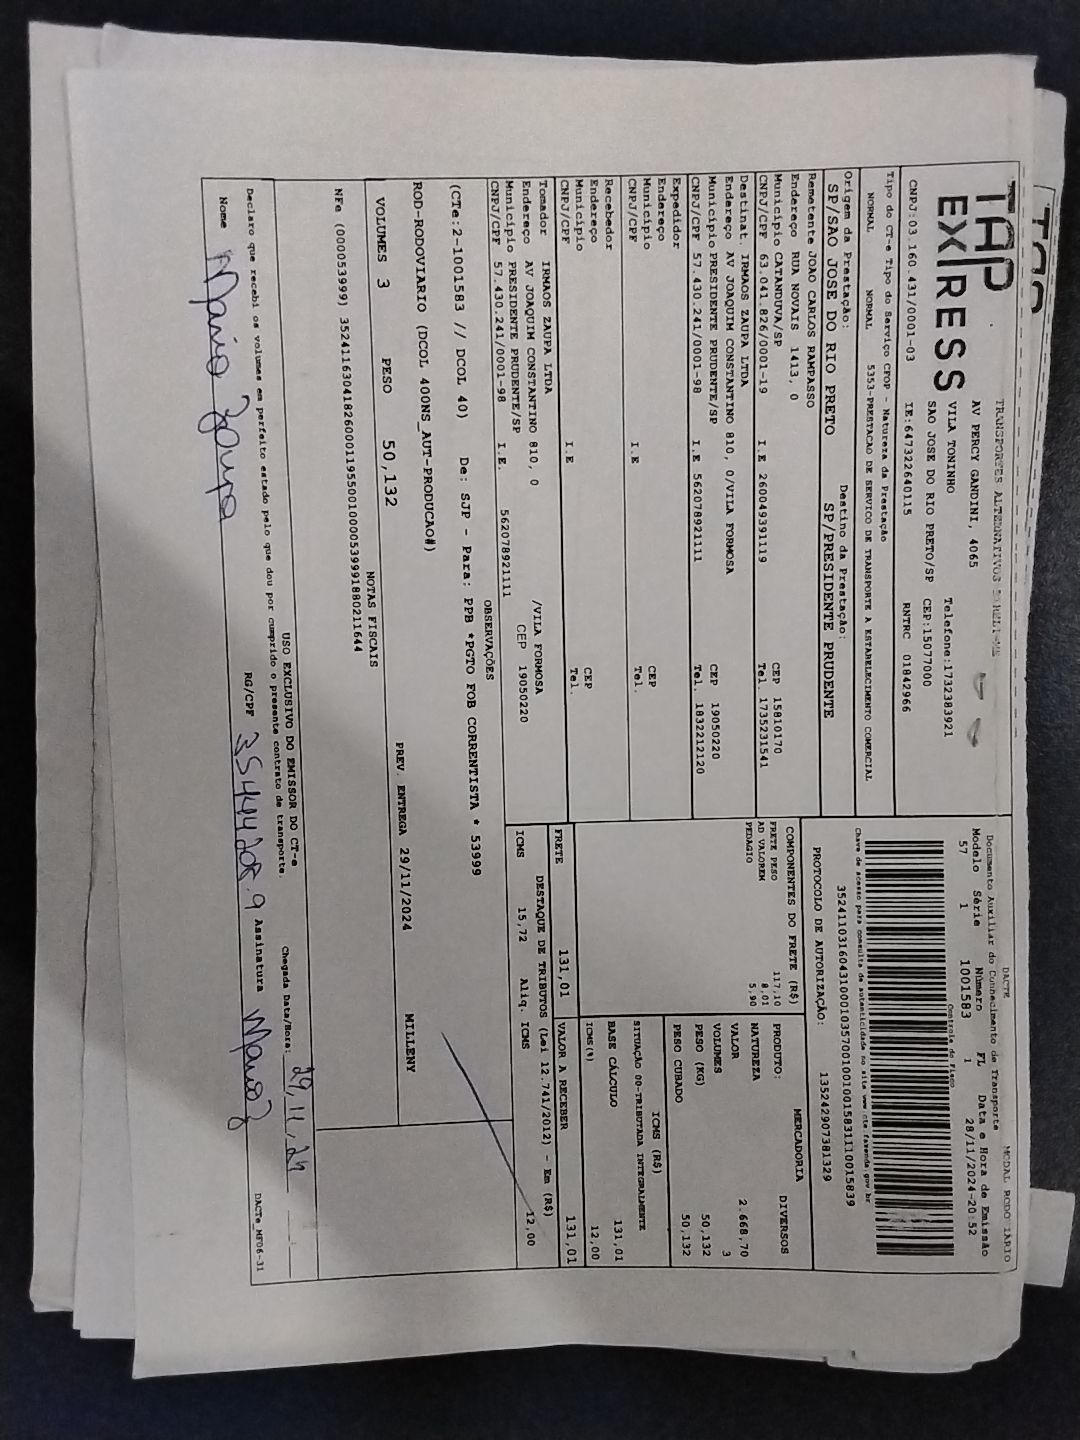 TAP
EXPRESS
TRANSPORTES ALTERNATIVOS
AV PERCY GANDINI, 4065
VILA TONINHO
SAO JOSE DO RIO PRETO/SP
Telefone:1732383921
CEP:15077000
CNPJ:03.160.431/0001-03 IE:647322640115 RNTRC 01842966
Tipo do CT-e Tipo do Serviço CFOP - Natureza da Prestação
NORMAL NORMAL 5353-PRESTACAO DE SERVICO DE TRANSPORTE A ESTABELECIMENTO COMERCIAL
Origem da Prestação: Destino da Prestação:
SP/SAO JOSE DO RIO PRETO SP/PRESIDENTE PRUDENTE
Remetente JOAO CARLOS RAMPASSO
Endereço RUA NOVAIS 1413, 0
Município CATANDUVA/SP CEP 15810170
CNPJ/CPF 63.041.826/0001-19 I.E 260049391119 Tel. 1735231541
Destinat. IRMAOS ZAUPA LTDA
Endereço AV JOAQUIM CONSTANTINO 810, 0/VILA FORMOSA
Município PRESIDENTE PRUDENTE/SP CEP 19050220
CNPJ/CPF 57.430.241/0001-98 I.E 562078921111 Tel. 1832212120
Expedidor
Endereço
Município CEP
CNPJ/CPF I.E Tel.
Recebedor
Endereço
Município CEP
CNPJ/CPF I.E Tel.
Tomador IRMAOS ZAUPA LTDA
Endereço AV JOAQUIM CONSTANTINO 810, 0 /VILA FORMOSA
Município PRESIDENTE PRUDENTE/SP CEP 19050220
CNPJ/CPF 57.430.241/0001-98 I.E. 562078921111
DACTE MODAL RODO
Documento Auxiliar do Conhecimento de Transporte
Modelo Série Número FL Data e Hora de Emissão
57 1 1001583 1 28/11/2024-20:52
Controle do Fisco
Chave de acesso para consulta de autenticidade no site www.cte.fazenda.gov.br
35241103160431000103570010010015831110015839
PROTOCOLO DE AUTORIZAÇÃO: 135242907381329
COMPONENTES DO FRETE (R$)
FRETE PESO 117,10
AD VALOREM 8,01
PEDAGIO 5,90
MERCADORIA
PRODUTO: DIVERSOS
NATUREZA
VALOR 2.668,70
VOLUMES 3
PESO (KG) 50,132
PESO CUBADO 50,132
ICMS (R$)
SITUAÇÃO 00-TRIBUTADA INTEGRALMENTE
BASE CÁLCULO 131,01
ICMS(%) 12,00
FRETE 131,01 VALOR A RECEBER 131,01
DESTAQUE DE TRIBUTOS (Lei 12.741/2012) - Em (R$)
ICMS 15,72 Aliq. ICMS 12,00
OBSERVAÇÕES
(CTe:2-1001583 // DCOL 40) De: SJP - Para: PPB *PGTO FOB CORRENTISTA * 53999
ROD-RODOVIARIO (DCOL 400NS_AUT-PRODUCAO#)
VOLUMES 3 PESO 50,132 PREV. ENTREGA 29/11/2024 MILLENY
NOTAS FISCAIS
NFe (000053999) 35241163041826000119550010000539991880211644
USO EXCLUSIVO DO EMISSOR DO CT-e
Declaro que recebi os volumes em perfeito estado pelo que dou por cumprido o presente contrato de transporte. Chegada Data/Hora: 29/11/24
Nome Mario Zaupa RG/CPF Assinatura Mario Z
DACTe_MF06-31